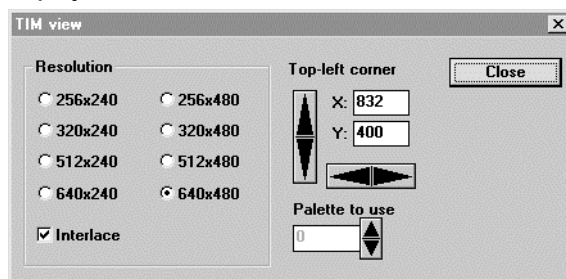 TIM view
Resolution
256x240 256x480
320x240 320x480
512x240 512x480
640x240 640x480
Interlace
Top-left corner
X: 832
Y: 400
Palette to use
0
Close